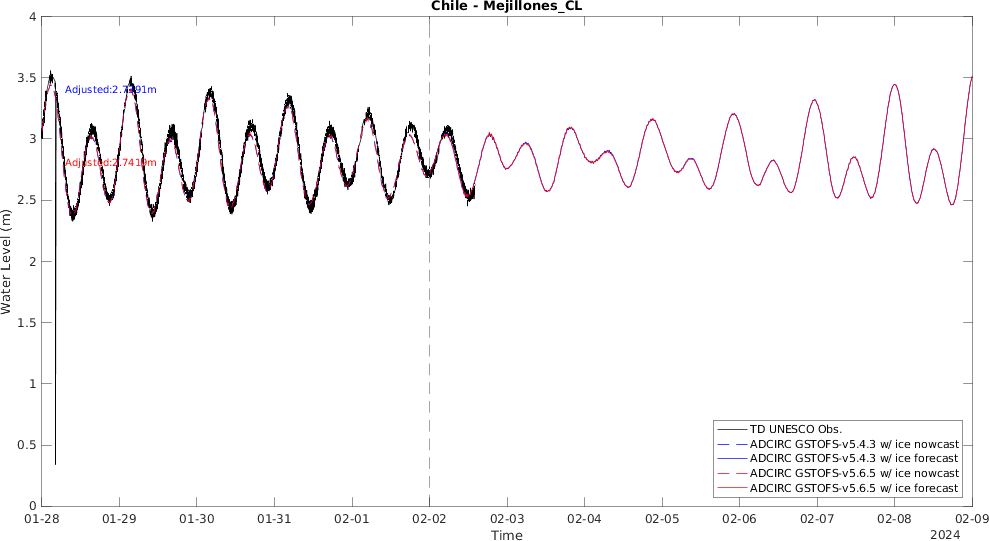 Chile - Mejillones_CL
4
3.5
3
2.5
2
1.5
1
0.5
0
Water Level (m)
Adjusted:2.7391m
Adjusted:2.7419m
TD UNESCO Obs.
ADCIRC GSTOFS-v5.4.3 w/ ice nowcast
ADCIRC GSTOFS-v5.4.3 w/ ice forecast
ADCIRC GSTOFS-v5.6.5 w/ ice nowcast
ADCIRC GSTOFS-v5.6.5 w/ ice forecast
01-28 01-29 01-30 01-31 02-01 02-02 02-03 02-04 02-05 02-06 02-07 02-08 02-09
Time
2024